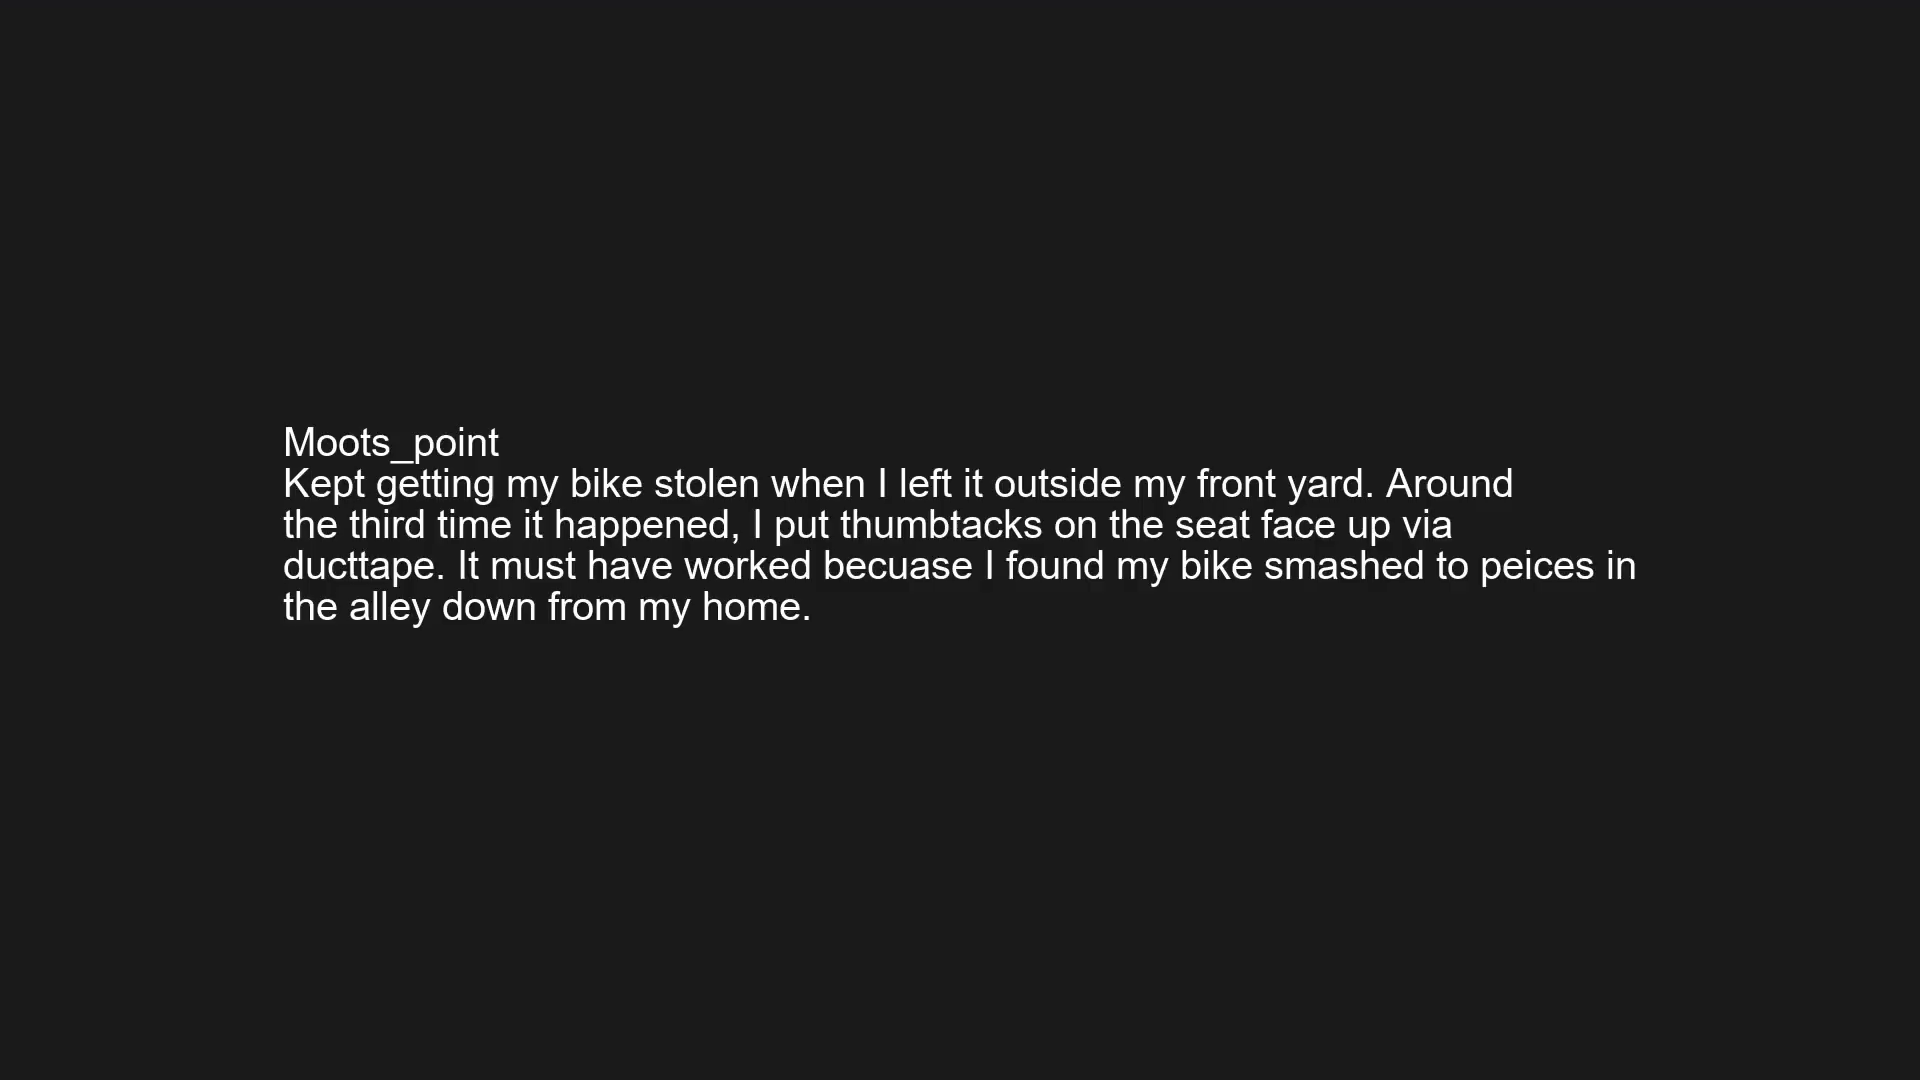 Moots_point
Kept getting my bike stolen when I left it outside my front yard. Around
the third time it happened, I put thumbtacks on the seat face up via
ducttape. It must have worked becuase I found my bike smashed to peices in
the alley down from my home.